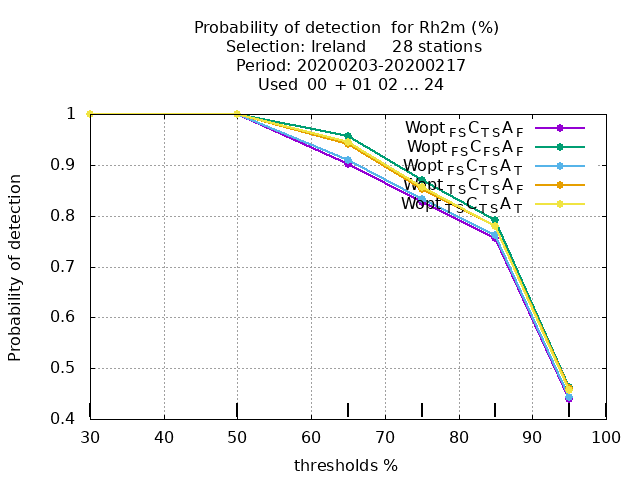 Probability of detection for Rh2m (%)
Selection: Ireland 28 stations
Period: 20200203-20200217
Used 00 + 01 02 ... 24
Wopt FS C TS A F
Wopt FS C FS A F
Wopt FS C TS A T
Wopt TS C TS A F
Wopt TS C TS A T
Probability of detection
1
0.9
0.8
0.7
0.6
0.5
0.4
30 40 50 60 70 80 90 100
thresholds %